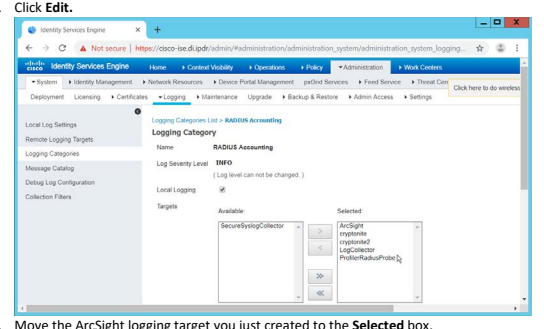 . Click Edit.
Identity Services Engine
Not secure | https://cisco-ise.di.ipdr/admin/#administration/administration_system/administration_system_logging...
cisco Identity Services Engine Home Context Visibility Operations Policy Administration Work Centers
System Identity Management Network Resources Device Portal Management pxGrid Services Feed Service Threat Cen
Click here to do wireless
Deployment Licensing Certificates Logging Maintenance Upgrade Backup & Restore Admin Access Settings
Local Log Settings
Remote Logging Targets
Logging Categories
Message Catalog
Debug Log Configuration
Collection Filters
Logging Categories List > RADIUS Accounting
Logging Category
Name RADIUS Accounting
Log Severity Level INFO
( Log level can not be changed. )
Local Logging
Targets
Available: Selected:
SecureSyslogCollector
ArcSight
cryptonite
cryptonite2
LogCollector
ProfilerRadiusProbe
. Move the ArcSight logging target you just created to the Selected box.